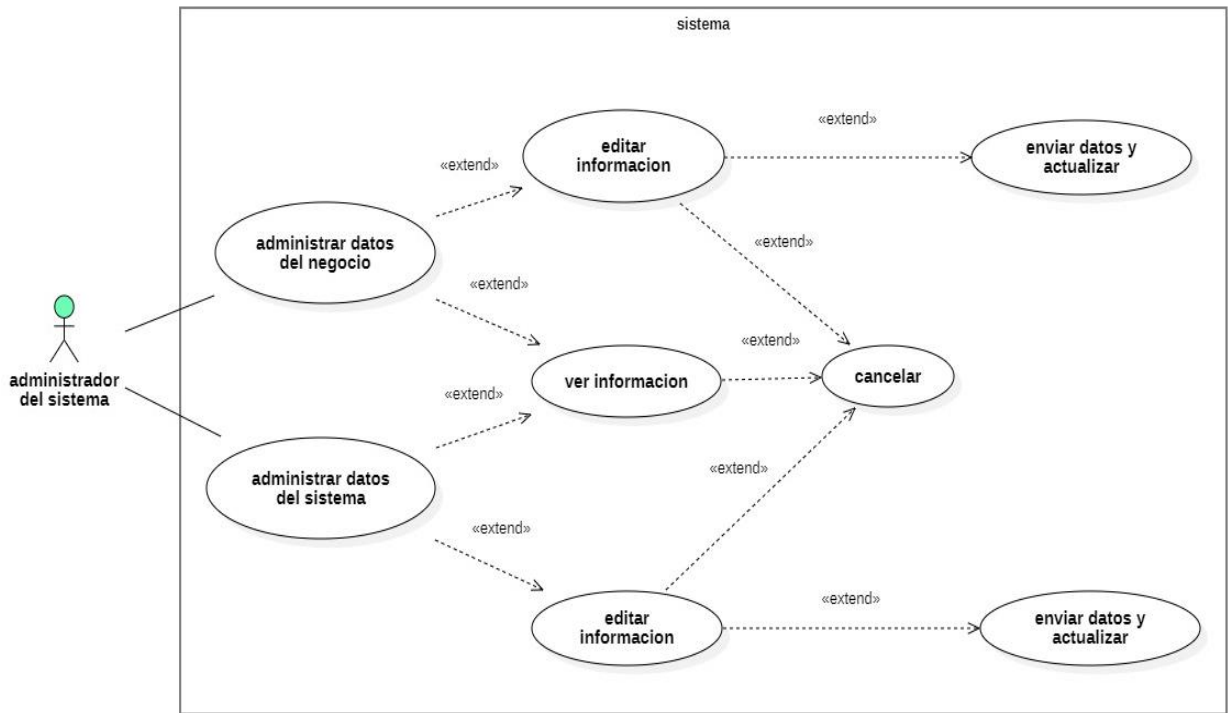 sistema
«extend»
editar
informacion
enviar datos y
actualizar
«extend»
administrar datos
del negocio
«extend»
«extend»
ver informacion
«extend»
cancelar
administrador
del sistema
«extend»
administrar datos
del sistema
«extend»
«extend»
editar
informacion
«extend»
enviar datos y
actualizar